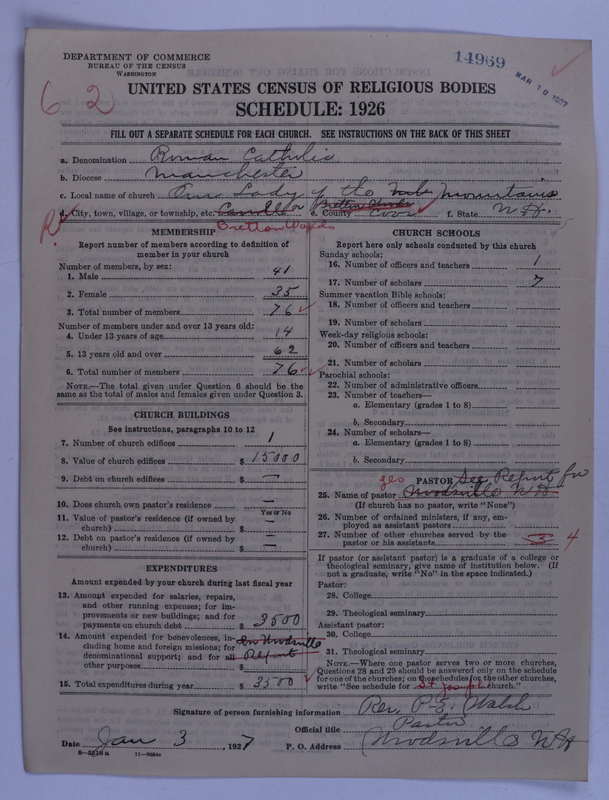 DEPARTMENT OF COMMERCE
BUREAU OF THE CENSUS
WASHINGTON
14969
MAR 10 1927
62
UNITED STATES CENSUS OF RELIGIOUS BODIES
SCHEDULE: 1926
FILL OUT A SEPARATE SCHEDULE FOR EACH CHURCH. SEE INSTRUCTIONS ON THE BACK OF THIS SHEET
a. Denomination Roman Catholic
b. Diocese Manchester
c. Local name of church Our Lady of the Mountains
d. City, town, village, or township, etc. Carroll or Bretton Woods e. County Coos f. State N.H.
Bretton Woods
MEMBERSHIP
Report number of members according to definition of member in your church
Number of members, by sex:
1. Male 41
2. Female 35
3. Total number of members 76
Number of members under and over 13 years old:
4. Under 13 years of age 14
5. 13 years old and over 62
6. Total number of members 76
NOTE.—The total given under Question 6 should be the same as the total of males and females given under Question 3.
CHURCH BUILDINGS
See instructions, paragraphs 10 to 12
7. Number of church edifices 1
8. Value of church edifices $ 15000
9. Debt on church edifices $ —
10. Does church own pastor's residence —
Yes or No
11. Value of pastor's residence (if owned by church) $ —
12. Debt on pastor's residence (if owned by church) $ —
EXPENDITURES
Amount expended by your church during last fiscal year
13. Amount expended for salaries, repairs, and other running expenses; for improvements or new buildings; and for payments on church debt $ 3500
14. Amount expended for benevolences, including home and foreign missions; for denominational support; and for all other purposes $ See Woodsville Report
15. Total expenditures during year $ 3500
CHURCH SCHOOLS
Report here only schools conducted by this church
Sunday schools:
16. Number of officers and teachers 1
17. Number of scholars 7
Summer vacation Bible schools:
18. Number of officers and teachers
19. Number of scholars
Week-day religious schools:
20. Number of officers and teachers
21. Number of scholars
Parochial schools:
22. Number of administrative officers
23. Number of teachers—
a. Elementary (grades 1 to 8)
b. Secondary
24. Number of scholars—
a. Elementary (grades 1 to 8)
b. Secondary
yes PASTOR See Report for
25. Name of pastor Woodsville N.H.
(If church has no pastor, write "None")
26. Number of ordained ministers, if any, employed as assistant pastors
27. Number of other churches served by the pastor or his assistants 3 4
If pastor (or assistant pastor) is a graduate of a college or theological seminary, give name of institution below. (If not a graduate, write "No" in the space indicated.)
Pastor:
28. College
29. Theological seminary
Assistant pastor:
30. College
31. Theological seminary
NOTE.—Where one pastor serves two or more churches, Questions 28 and 29 should be answered only on the schedule for one of the churches; on the schedules for the other churches, write "See schedule for St Joseph church."
Signature of person furnishing information Rev. P. E. Walsh
Official title Pastor
Date Jan 3, 1927 P. O. Address Woodsville N.H.